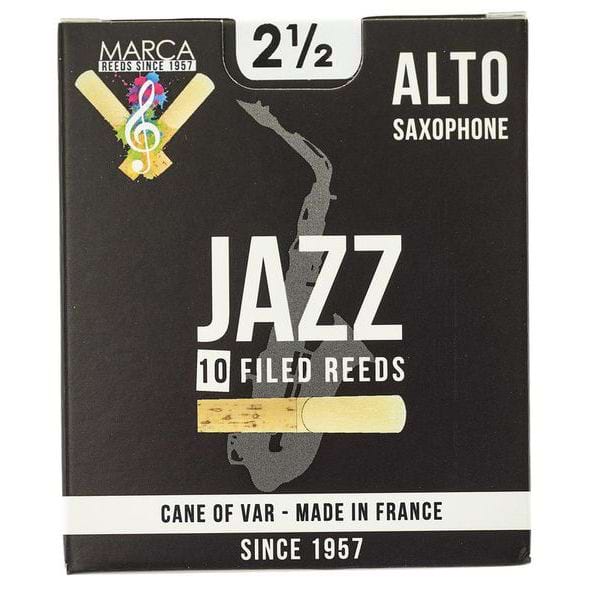 MARCA
REEDS SINCE 1957
2½
ALTO
SAXOPHONE
JAZZ
10 FILED REEDS
CANE OF VAR - MADE IN FRANCE
SINCE 1957